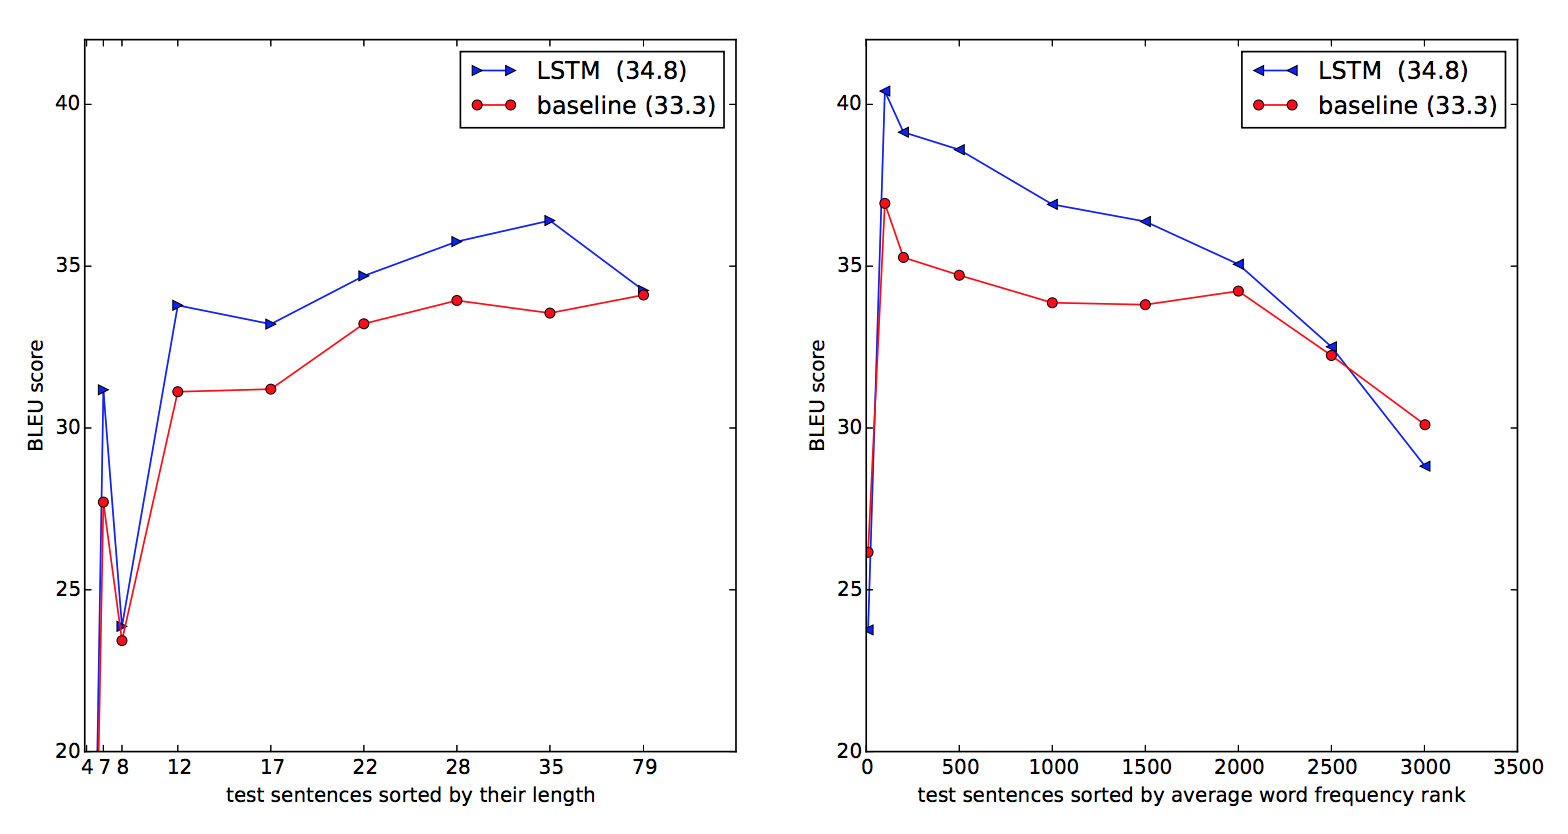 LSTM (34.8)
baseline (33.3)
40
35
30
25
20
BLEU score
4 7 8 12 17 22 28 35 79
test sentences sorted by their length
LSTM (34.8)
baseline (33.3)
40
35
30
25
20
BLEU score
0 500 1000 1500 2000 2500 3000 3500
test sentences sorted by average word frequency rank